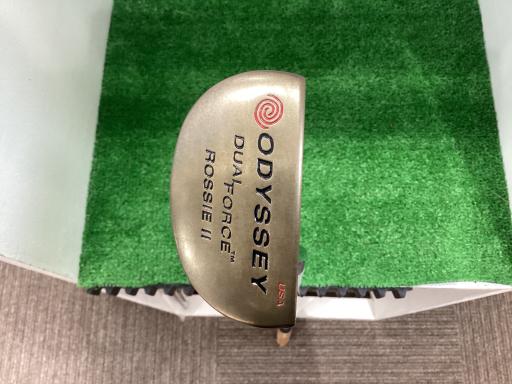 ODYSSEY
DUAL FORCE™
ROSSIE II
USA